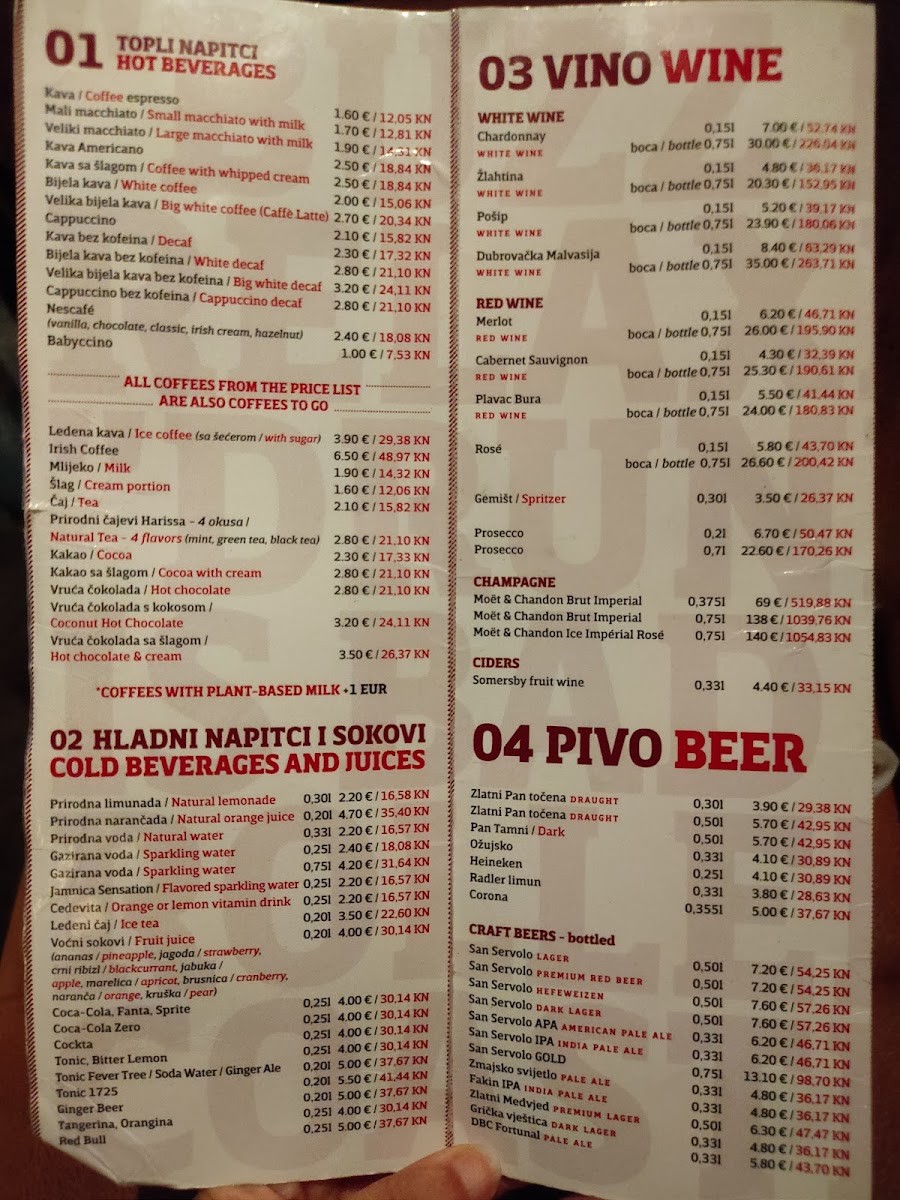 01 TOPLI NAPITCI
HOT BEVERAGES
Kava / Coffee espresso 1.60 € / 12,05 KN
Mali macchiato / Small macchiato with milk 1.70 € / 12,81 KN
Veliki macchiato / Large macchiato with milk 1.90 € / 14,31 KN
Kava Americano 2.50 € / 18,84 KN
Kava sa šlagom / Coffee with whipped cream 2.50 € / 18,84 KN
Bijela kava / White coffee 2.00 € / 15,06 KN
Velika bijela kava / Big white coffee (Caffè Latte) 2.70 € / 20,34 KN
Cappuccino 2.10 € / 15,82 KN
Kava bez kofeina / Decaf 2.30 € / 17,32 KN
Bijela kava bez kofeina / White decaf 2.80 € / 21,10 KN
Velika bijela kava bez kofeina / Big white decaf 3.20 € / 24,11 KN
Cappuccino bez kofeina / Cappuccino decaf 2.80 € / 21,10 KN
Nescafé
(vanilla, chocolate, classic, irish cream, hazelnut) 2.40 € / 18,08 KN
Babyccino 1.00 € / 7,53 KN
ALL COFFEES FROM THE PRICE LIST
ARE ALSO COFFEES TO GO
Ledena kava / Ice coffee (sa šećerom / with sugar) 3.90 € / 29,38 KN
Irish Coffee 6.50 € / 48,97 KN
Mlijeko / Milk 1.90 € / 14,32 KN
Šlag / Cream portion 1.60 € / 12,06 KN
Čaj / Tea 2.10 € / 15,82 KN
Prirodni čajevi Harissa - 4 okusa /
Natural Tea - 4 flavors (mint, green tea, black tea) 2.80 € / 21,10 KN
Kakao / Cocoa 2.30 € / 17,33 KN
Kakao sa šlagom / Cocoa with cream 2.80 € / 21,10 KN
Vruća čokolada / Hot chocolate 2.80 € / 21,10 KN
Vruća čokolada s kokosom /
Coconut Hot Chocolate 3.20 € / 24,11 KN
Vruća čokolada sa šlagom /
Hot chocolate & cream 3.50 € / 26,37 KN
*COFFEES WITH PLANT-BASED MILK +1 EUR
02 HLADNI NAPITCI I SOKOVI
COLD BEVERAGES AND JUICES
Prirodna limunada / Natural lemonade 0,30l 2.20 € / 16,58 KN
Prirodna narančada / Natural orange juice 0,20l 4.70 € / 35,40 KN
Prirodna voda / Natural water 0,33l 2.20 € / 16,57 KN
Gazirana voda / Sparkling water 0,25l 2.40 € / 18,08 KN
Gazirana voda / Sparkling water 0,75l 4.20 € / 31,64 KN
Jamnica Sensation / Flavored sparkling water 0,25l 2.20 € / 16,57 KN
Cedevita / Orange or lemon vitamin drink 0,25l 2.20 € / 16,57 KN
Ledeni čaj / Ice tea 0,20l 3.50 € / 22,60 KN
Voćni sokovi / Fruit juice 0,20l 4.00 € / 30,14 KN
(ananas / pineapple, jagoda / strawberry,
crni ribizl / blackcurrant, jabuka /
apple, marelica / apricot, brusnica / cranberry,
naranča / orange, kruška / pear)
Coca-Cola, Fanta, Sprite 0,25l 4.00 € / 30,14 KN
Coca-Cola Zero 0,25l 4.00 € / 30,14 KN
Cockta 0,25l 4.00 € / 30,14 KN
Tonic, Bitter Lemon 0,25l 4.00 € / 30,14 KN
Tonic Fever Tree / Soda Water / Ginger Ale 0,20l 5.00 € / 37,67 KN
Tonic 1725 0,20l 5.50 € / 41,44 KN
Ginger Beer 0,20l 5.00 € / 37,67 KN
Tangerina, Orangina 0,25l 4.00 € / 30,14 KN
Red Bull 0,25l 5.00 € / 37,67 KN
03 VINO WINE
WHITE WINE
Chardonnay 0,15l 7.00 € / 52,74 KN
WHITE WINE boca / bottle 0,75l 30.00 € / 226,04 KN
Žlahtina 0,15l 4.80 € / 36,17 KN
WHITE WINE boca / bottle 0,75l 20.30 € / 152,95 KN
Pošip 0,15l 5.20 € / 39,17 KN
WHITE WINE boca / bottle 0,75l 23.90 € / 180,06 KN
Dubrovačka Malvasija 0,15l 8.40 € / 63,29 KN
WHITE WINE boca / bottle 0,75l 35.00 € / 263,71 KN
RED WINE
Merlot 0,15l 6.20 € / 46,71 KN
RED WINE boca / bottle 0,75l 26.00 € / 195,90 KN
Cabernet Sauvignon 0,15l 4.30 € / 32,39 KN
RED WINE boca / bottle 0,75l 25.30 € / 190,61 KN
Plavac Bura 0,15l 5.50 € / 41,44 KN
RED WINE boca / bottle 0,75l 24.00 € / 180,83 KN
Rosé 0,15l 5.80 € / 43,70 KN
boca / bottle 0,75l 26.60 € / 200,42 KN
Gemišt / Spritzer 0,30l 3.50 € / 26,37 KN
Prosecco 0,2l 6.70 € / 50,47 KN
Prosecco 0,7l 22.60 € / 170,26 KN
CHAMPAGNE
Moët & Chandon Brut Imperial 0,375l 69 € / 519,88 KN
Moët & Chandon Brut Imperial 0,75l 138 € / 1039,76 KN
Moët & Chandon Ice Impérial Rosé 0,75l 140 € / 1054,83 KN
CIDERS
Somersby fruit wine 0,33l 4.40 € / 33,15 KN
04 PIVO BEER
Zlatni Pan točena DRAUGHT 0,30l 3.90 € / 29,38 KN
Zlatni Pan točena DRAUGHT 0,50l 5.70 € / 42,95 KN
Pan Tamni / Dark 0,50l 5.70 € / 42,95 KN
Ožujsko 0,33l 4.10 € / 30,89 KN
Heineken 0,25l 4.10 € / 30,89 KN
Radler limun 0,33l 3.80 € / 28,63 KN
Corona 0,355l 5.00 € / 37,67 KN
CRAFT BEERS - bottled
San Servolo LAGER 0,50l 7.20 € / 54,25 KN
San Servolo PREMIUM RED BEER 0,50l 7.20 € / 54,25 KN
San Servolo HEFEWEIZEN 0,50l 7.60 € / 57,26 KN
San Servolo DARK LAGER 0,50l 7.60 € / 57,26 KN
San Servolo APA AMERICAN PALE ALE 0,33l 6.20 € / 46,71 KN
San Servolo IPA INDIA PALE ALE 0,33l 6.20 € / 46,71 KN
San Servolo GOLD 0,75l 13.10 € / 98,70 KN
Zmajsko svijetlo PALE ALE 0,33l 4.80 € / 36,17 KN
Fakin IPA INDIA PALE ALE 0,33l 4.80 € / 36,17 KN
Zlatni Medvjed PREMIUM LAGER 0,50l 6.30 € / 47,47 KN
Grička vještica DARK LAGER 0,33l 4.80 € / 36,17 KN
DBC Fortunal PALE ALE 0,33l 5.80 € / 43,70 KN